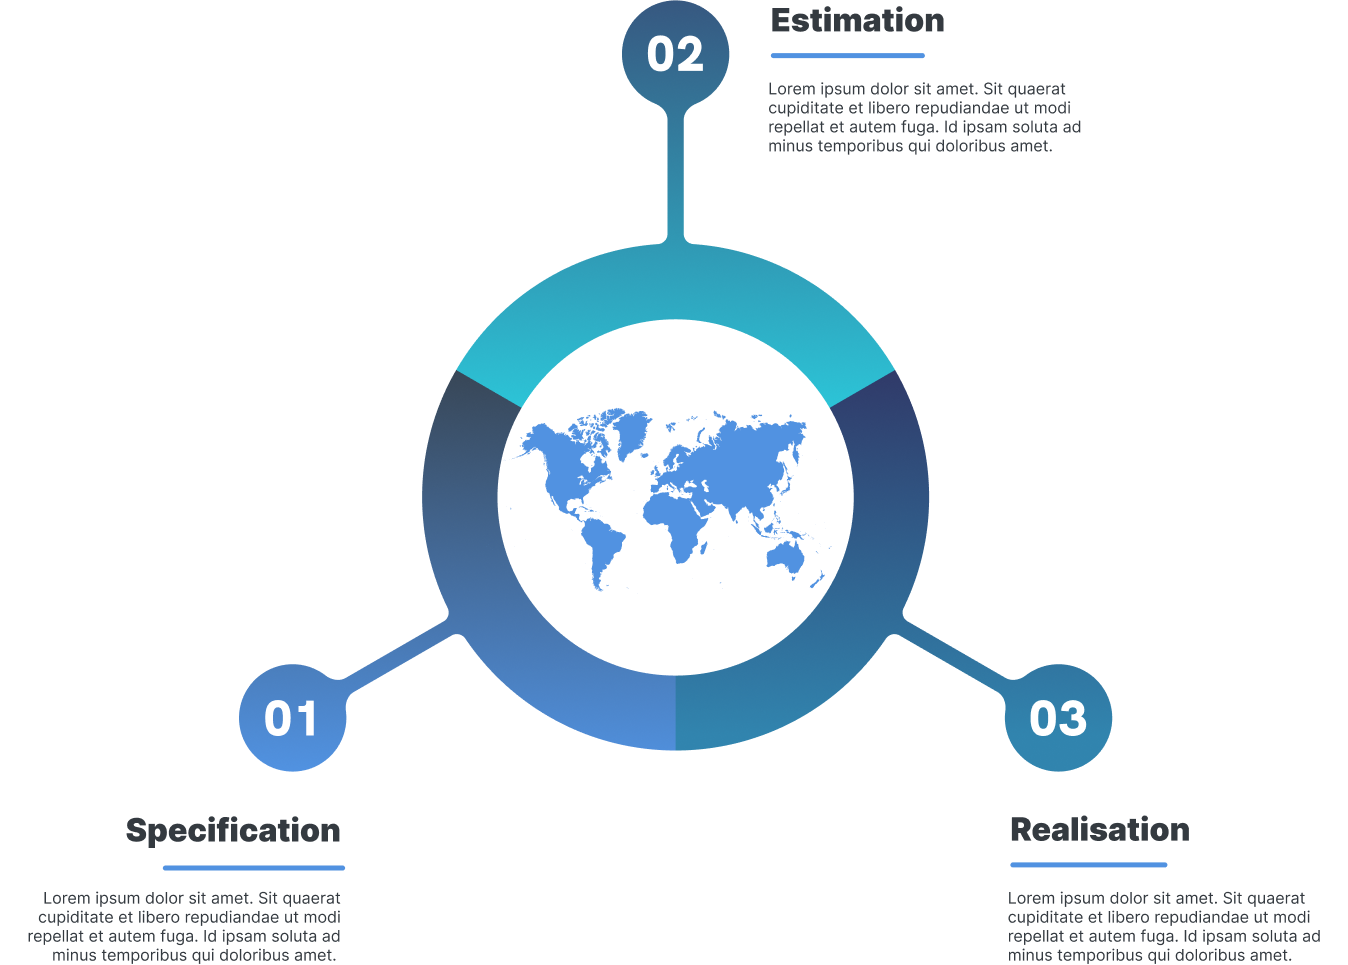 02
Estimation
Lorem ipsum dolor sit amet. Sit quaerat
cupiditate et libero repudiandae ut modi
repellat et autem fuga. Id ipsam soluta ad
minus temporibus qui doloribus amet.
01
Specification
Lorem ipsum dolor sit amet. Sit quaerat
cupiditate et libero repudiandae ut modi
repellat et autem fuga. Id ipsam soluta ad
minus temporibus qui doloribus amet.
03
Realisation
Lorem ipsum dolor sit amet. Sit quaerat
cupiditate et libero repudiandae ut modi
repellat et autem fuga. Id ipsam soluta ad
minus temporibus qui doloribus amet.